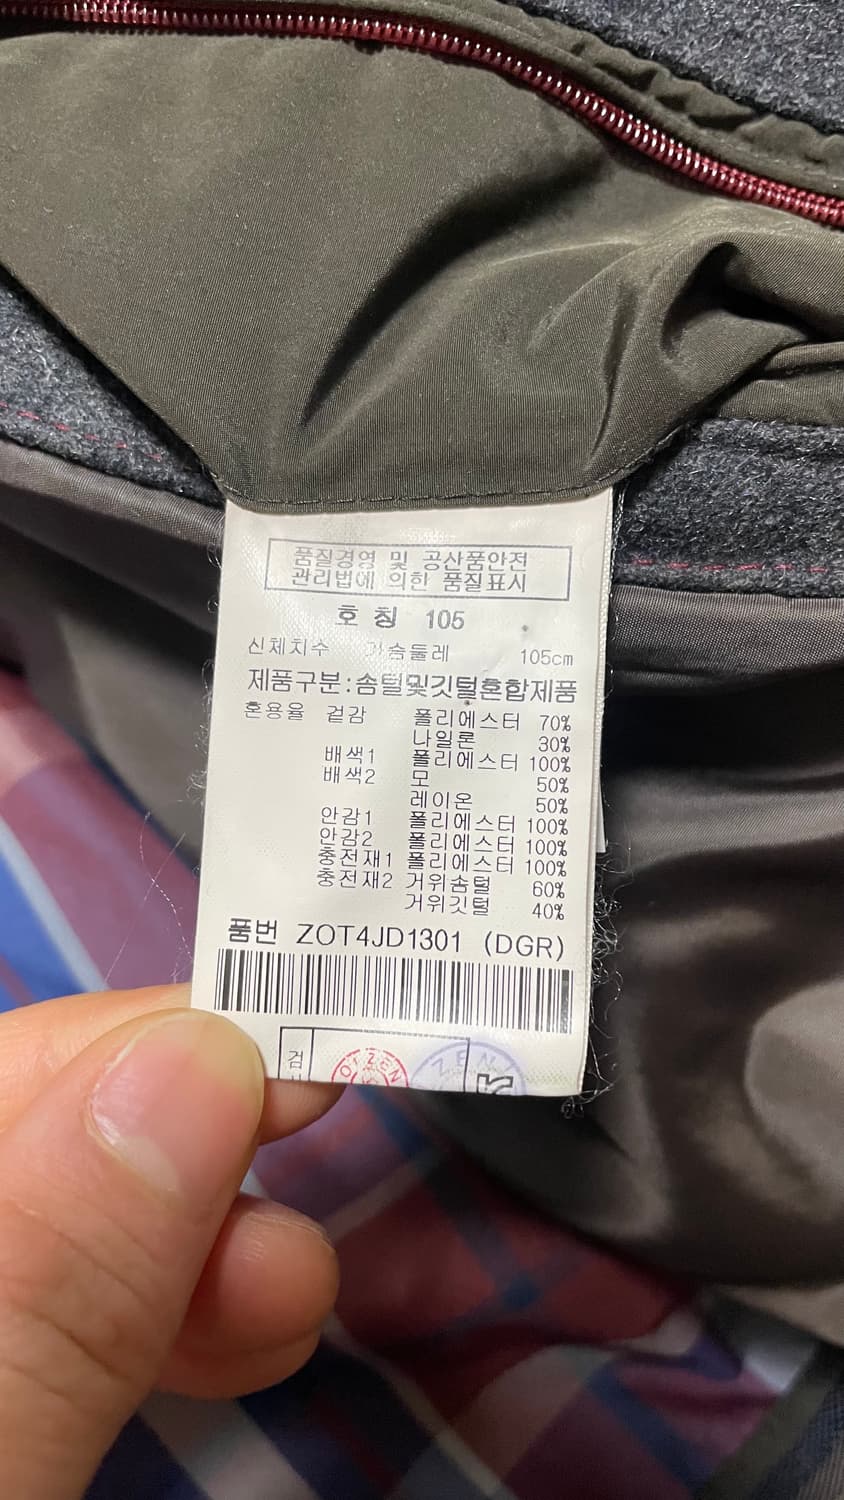 품질경영 및 공산품안전
관리법에 의한 품질표시
호 칭 105
신체치수 가슴둘레 105cm
제품구분:솜털및깃털혼합제품
혼용율 겉감 폴리에스터 70%
나일론 30%
배색1 폴리에스터 100%
배색2 모 50%
레이온 50%
안감1 폴리에스터 100%
안감2 폴리에스터 100%
충전재1 폴리에스터 100%
충전재2 거위솜털 60%
거위깃털 40%
품번 ZOT4JD1301 (DGR)
검